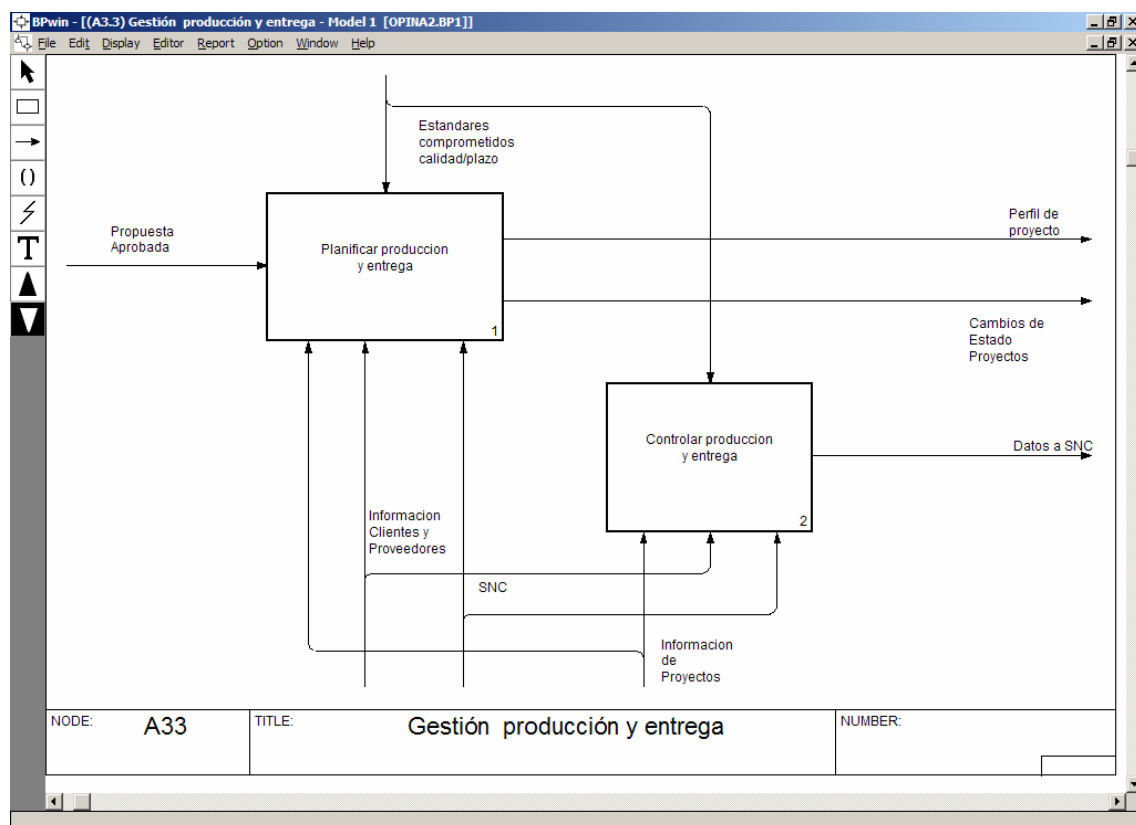 BPwin - [(A3.3) Gestión producción y entrega - Model 1 [OPINA2.BP1]]
File Edit Display Editor Report Option Window Help
Estandares
comprometidos
calidad/plazo
Propuesta
Aprobada
Planificar produccion
y entrega
1
Perfil de
proyecto
Cambios de
Estado
Proyectos
Controlar produccion
y entrega
2
Datos a SNC
Informacion
Clientes y
Proveedores
SNC
Informacion
de
Proyectos
NODE: A33 TITLE: Gestión producción y entrega NUMBER:
( )
T